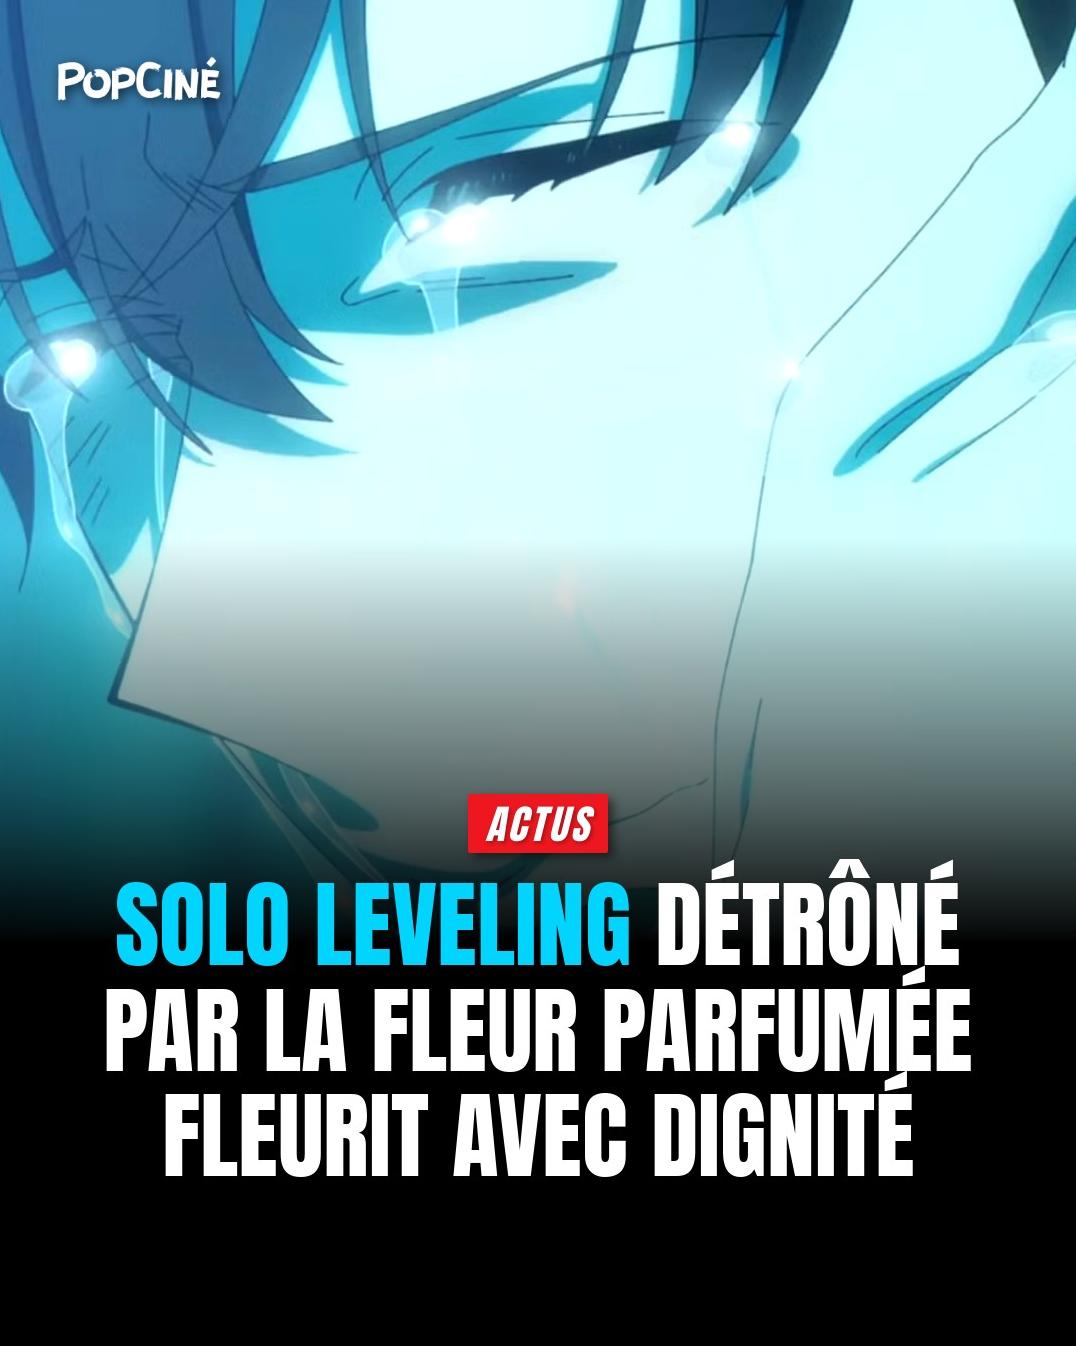 POPCINÉ
ACTUS
SOLO LEVELING DÉTRÔNÉ
PAR LA FLEUR PARFUMÉE
FLEURIT AVEC DIGNITÉ